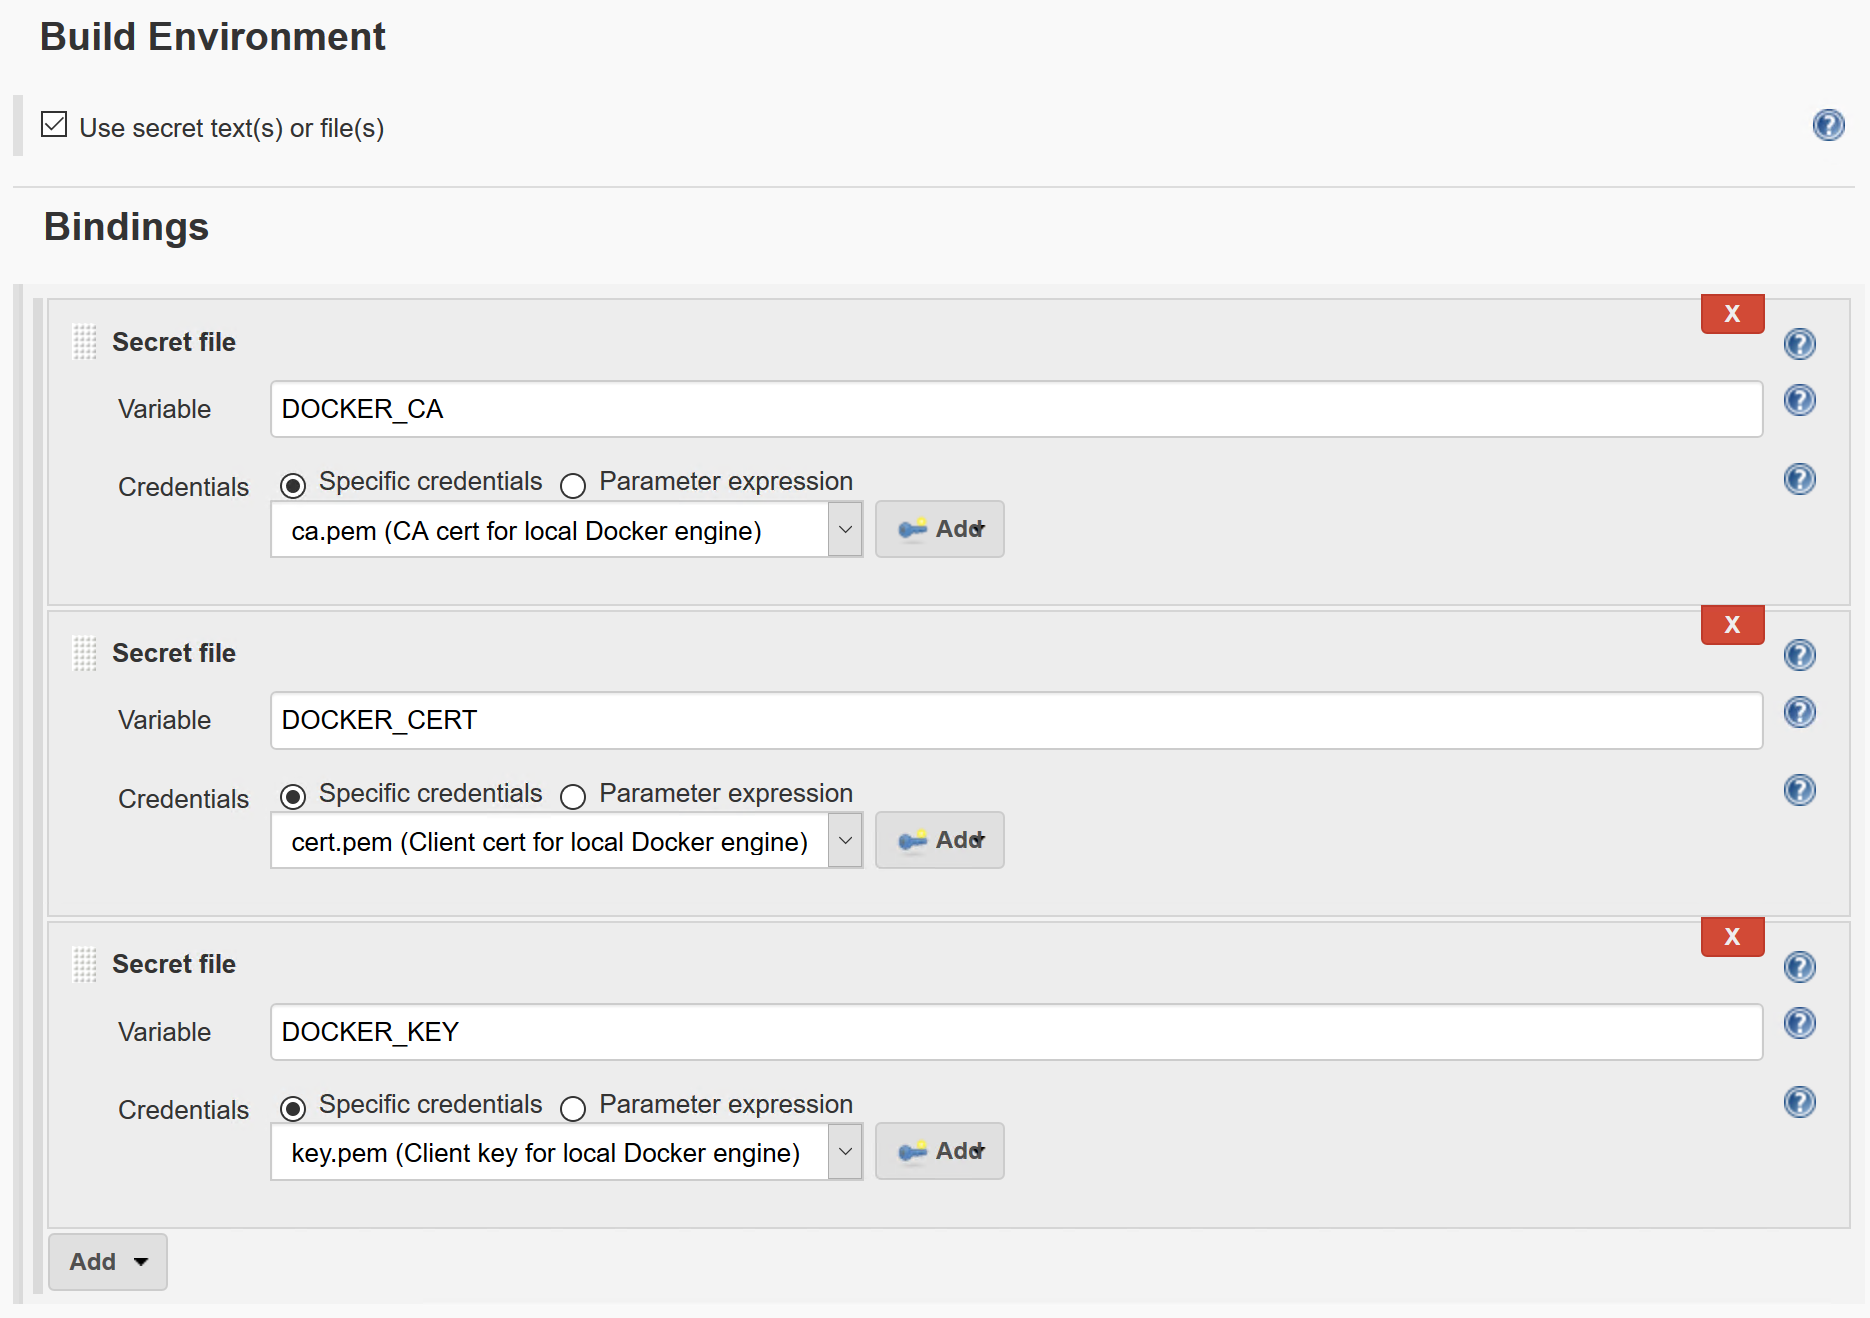 Build Environment
Use secret text(s) or file(s)
Bindings
X
Secret file
Variable DOCKER_CA
Credentials Specific credentials Parameter expression
ca.pem (CA cert for local Docker engine) Add
X
Secret file
Variable DOCKER_CERT
Credentials Specific credentials Parameter expression
cert.pem (Client cert for local Docker engine) Add
X
Secret file
Variable DOCKER_KEY
Credentials Specific credentials Parameter expression
key.pem (Client key for local Docker engine) Add
Add